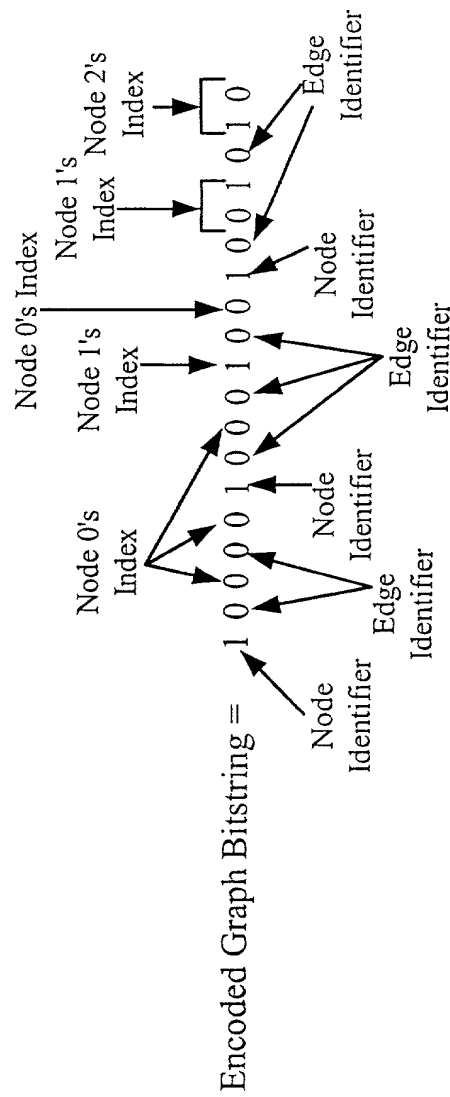 Node 0's
Index
Node 1's
Index
Node 0's Index
Node 1's
Index
Node 2's
Index
Encoded Graph Bitstring = 1 0 0 0 0 1 0 0 0 1 0 0 1 0 0 1 0 1 0
Node
Identifier
Edge
Identifier
Node
Identifier
Edge
Identifier
Node
Identifier
Edge
Identifier